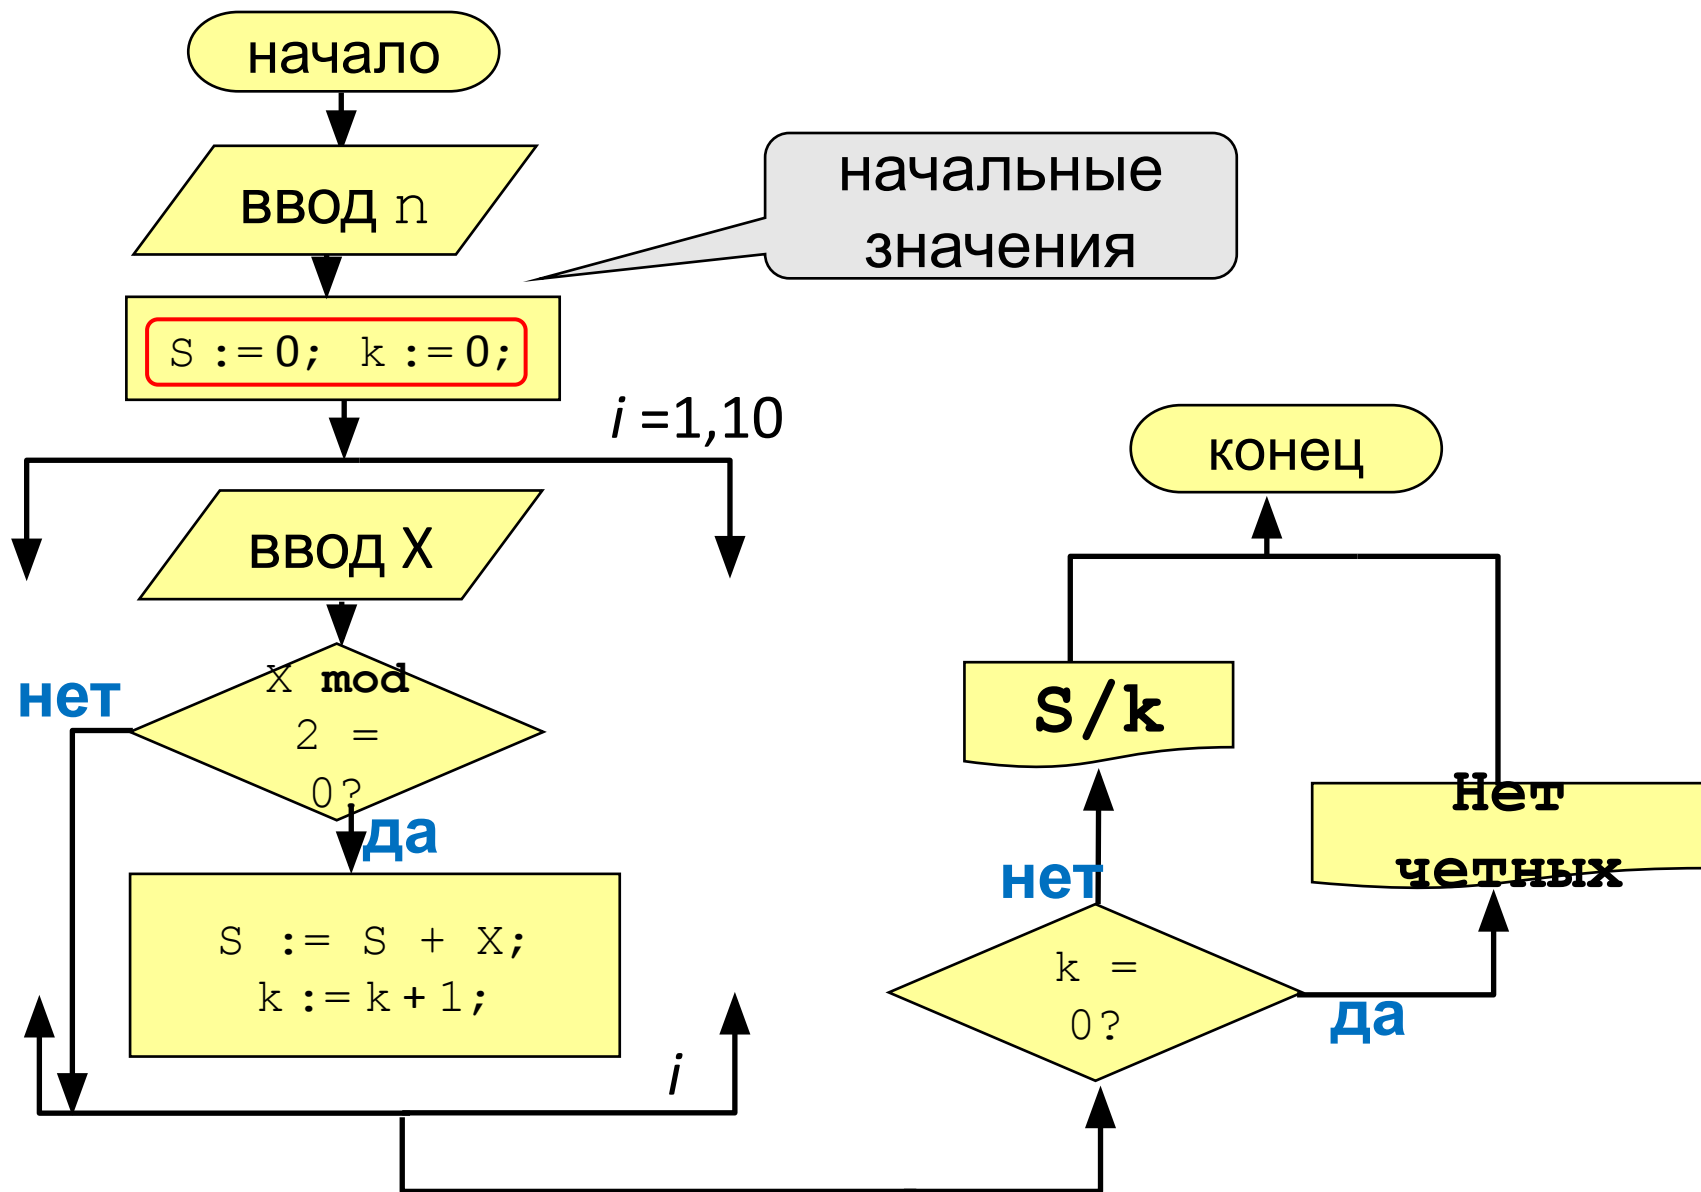 начало
ввод n
начальные
значения
S := 0; k := 0;
i =1,10
ввод X
X mod
2 =
0?
нет
да
S := S + X;
k := k + 1;
i
конец
S/k
Нет
четных
нет
k =
0?
да